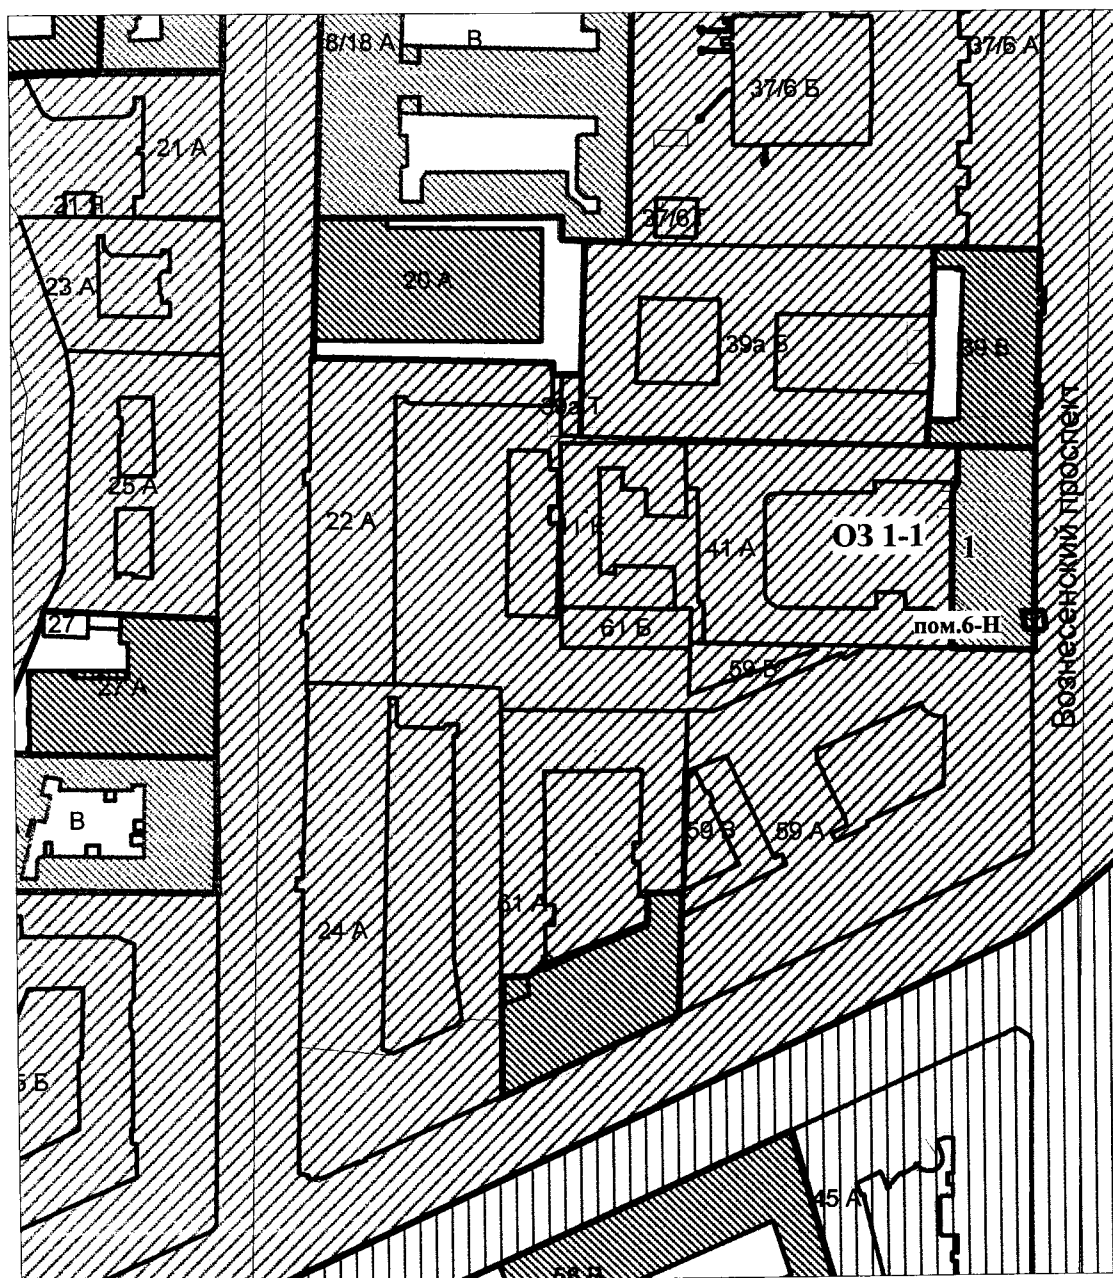 8/18 А
В
37/6 А
37/6 Б
21 А
37/6 Г
23 А
20 А
39а Б
39 В
25 А
22 А
41 А
ОЗ 1-1
1
Вознесенский проспект
27
61 Б
пом.6-Н
59 Б
27 А
В
59 В
59 А
61 А
24 А
45 А